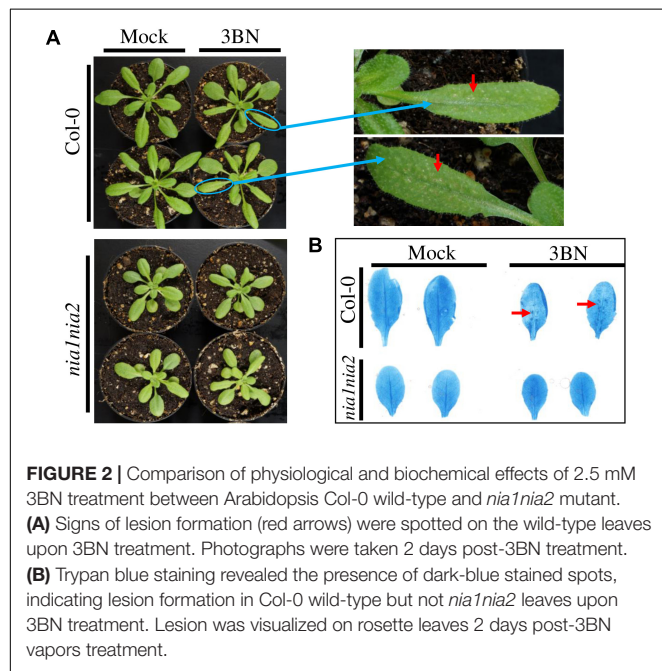 A
Mock
3BN
Col-0
nia1nia2
B
Mock
3BN
Col-0
nia1nia2
FIGURE 2 | Comparison of physiological and biochemical effects of 2.5 mM
3BN treatment between Arabidopsis Col-0 wild-type and nia1nia2 mutant.
(A) Signs of lesion formation (red arrows) were spotted on the wild-type leaves
upon 3BN treatment. Photographs were taken 2 days post-3BN treatment.
(B) Trypan blue staining revealed the presence of dark-blue stained spots,
indicating lesion formation in Col-0 wild-type but not nia1nia2 leaves upon
3BN treatment. Lesion was visualized on rosette leaves 2 days post-3BN
vapors treatment.